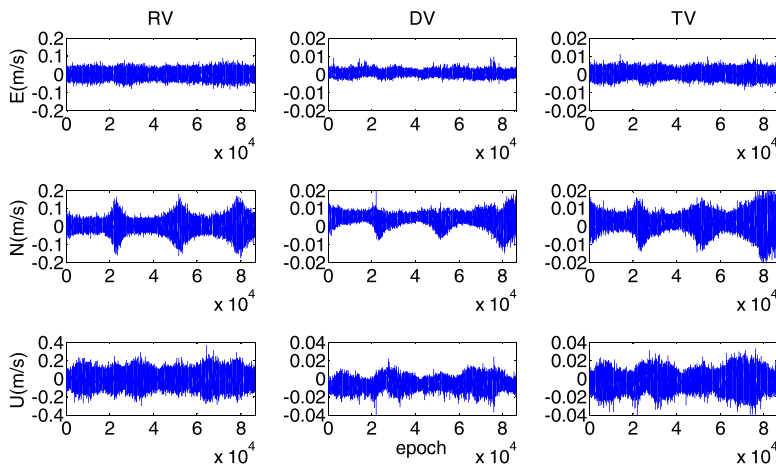 RV DV TV
E(m/s) 0.2 0.1 0 -0.1 -0.2 0.02 0.01 0 -0.01 -0.02 0.02 0.01 0 -0.01 -0.02
0 2 4 6 8 0 2 4 6 8 0 2 4 6 8
x 10^4 x 10^4 x 10^4
N(m/s) 0.2 0.1 0 -0.1 -0.2 0.02 0.01 0 -0.01 -0.02 0.02 0.01 0 -0.01 -0.02
0 2 4 6 8 0 2 4 6 8 0 2 4 6 8
x 10^4 x 10^4 x 10^4
U(m/s) 0.4 0.2 0 -0.2 -0.4 0.04 0.02 0 -0.02 -0.04 0.04 0.02 0 -0.02 -0.04
0 2 4 6 8 0 2 4 6 8 0 2 4 6 8
x 10^4 epoch x 10^4 x 10^4